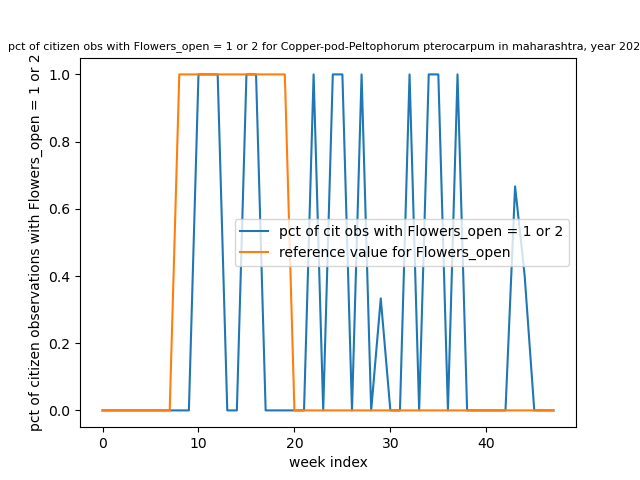 pct of citizen obs with Flowers_open = 1 or 2 for Copper-pod-Peltophorum pterocarpum in maharashtra, year 202
pct of citizen observations with Flowers_open = 1 or 2
1.0
0.8
0.6
0.4
0.2
0.0
pct of cit obs with Flowers_open = 1 or 2
reference value for Flowers_open
0 10 20 30 40
week index